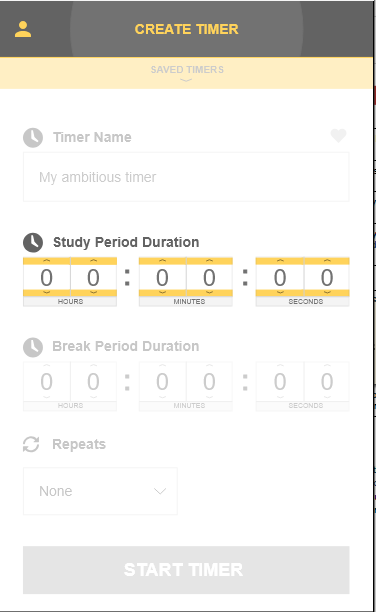 CREATE TIMER
SAVED TIMERS
Timer Name
My ambitious timer
Study Period Duration
0 0 : 0 0 : 0 0
HOURS MINUTES SECONDS
Break Period Duration
0 0 : 0 0 : 0 0
HOURS MINUTES SECONDS
Repeats
None
START TIMER